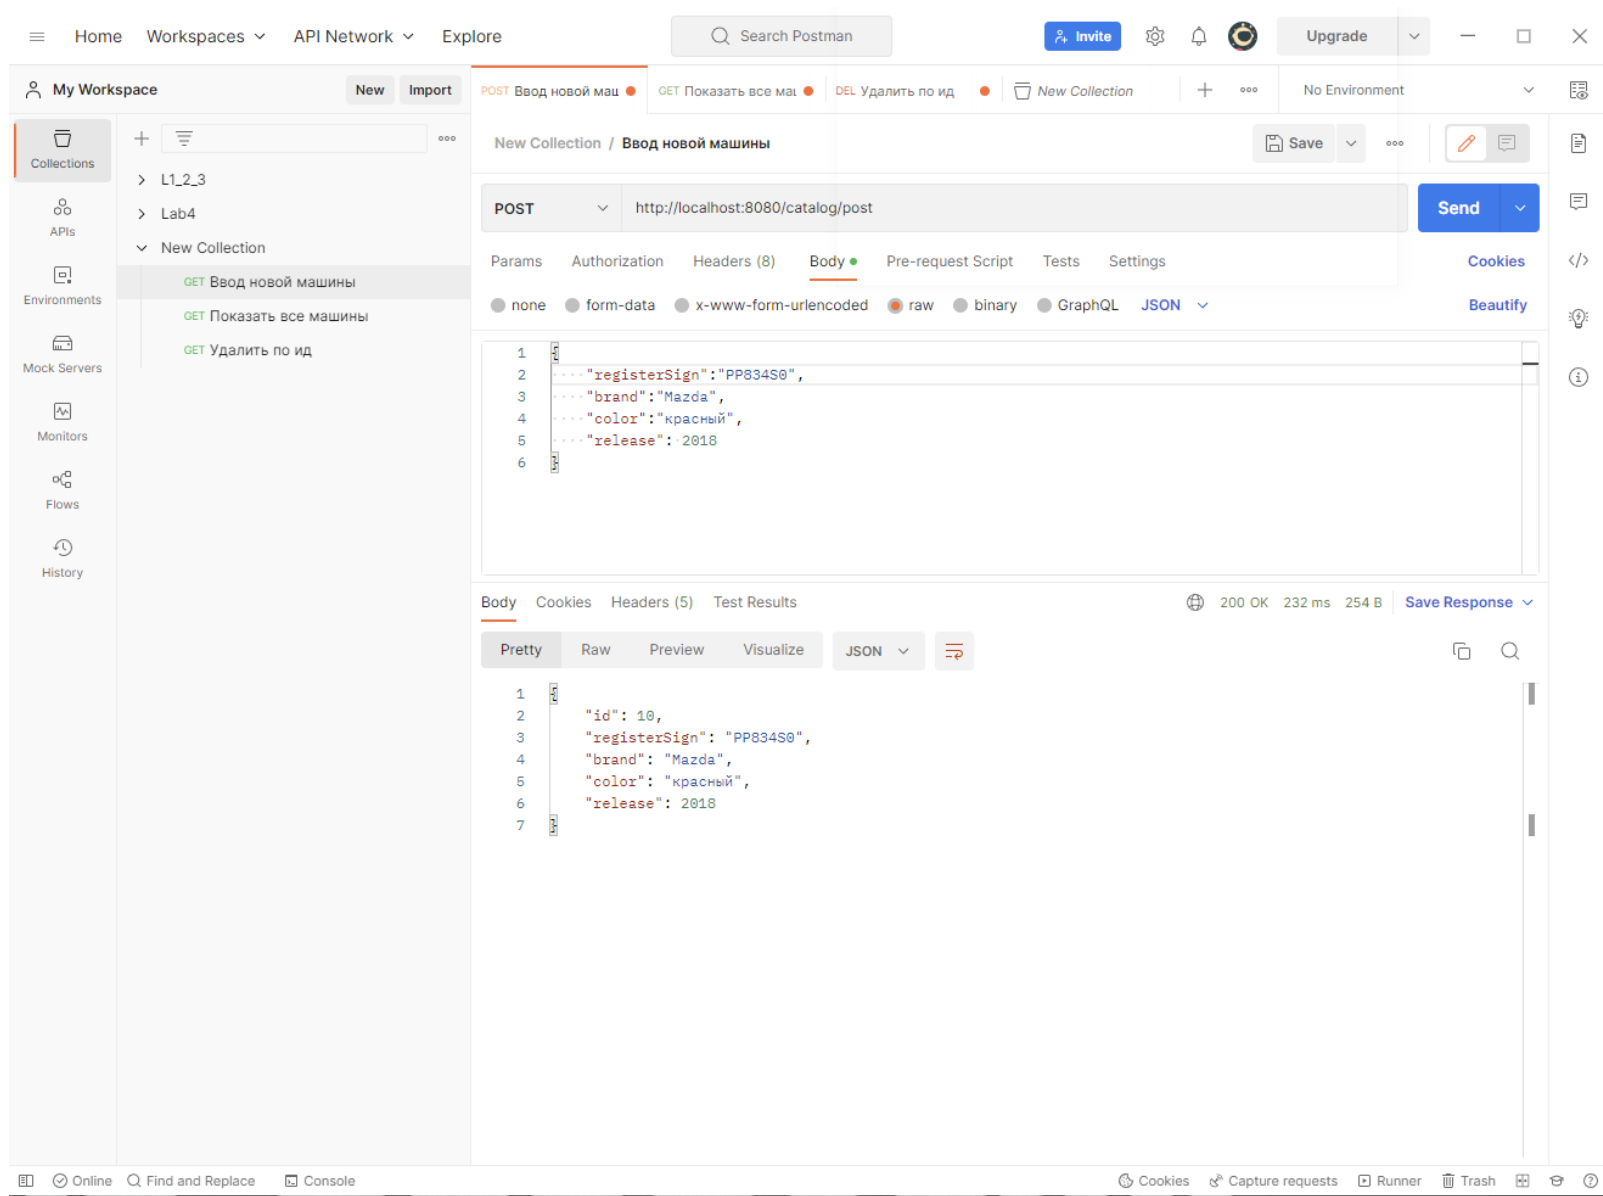 Home Workspaces API Network Explore Search Postman Invite Upgrade
My Workspace New Import
POST Ввод новой маш GET Показать все маш DEL Удалить по ид New Collection No Environment
Collections
APIs
Environments
Mock Servers
Monitors
Flows
History
L1_2_3
Lab4
New Collection
GET Ввод новой машины
GET Показать все машины
GET Удалить по ид
New Collection / Ввод новой машины Save
POST http://localhost:8080/catalog/post Send
Params Authorization Headers (8) Body Pre-request Script Tests Settings Cookies
none form-data x-www-form-urlencoded raw binary GraphQL JSON Beautify
1 {
2 "registerSign":"PP834S0",
3 "brand":"Mazda",
4 "color":"красный",
5 "release": 2018
6 }
Body Cookies Headers (5) Test Results 200 OK 232 ms 254 B Save Response
Pretty Raw Preview Visualize JSON
1 {
2 "id": 10,
3 "registerSign": "PP834S0",
4 "brand": "Mazda",
5 "color": "красный",
6 "release": 2018
7 }
Online Find and Replace Console Cookies Capture requests Runner Trash